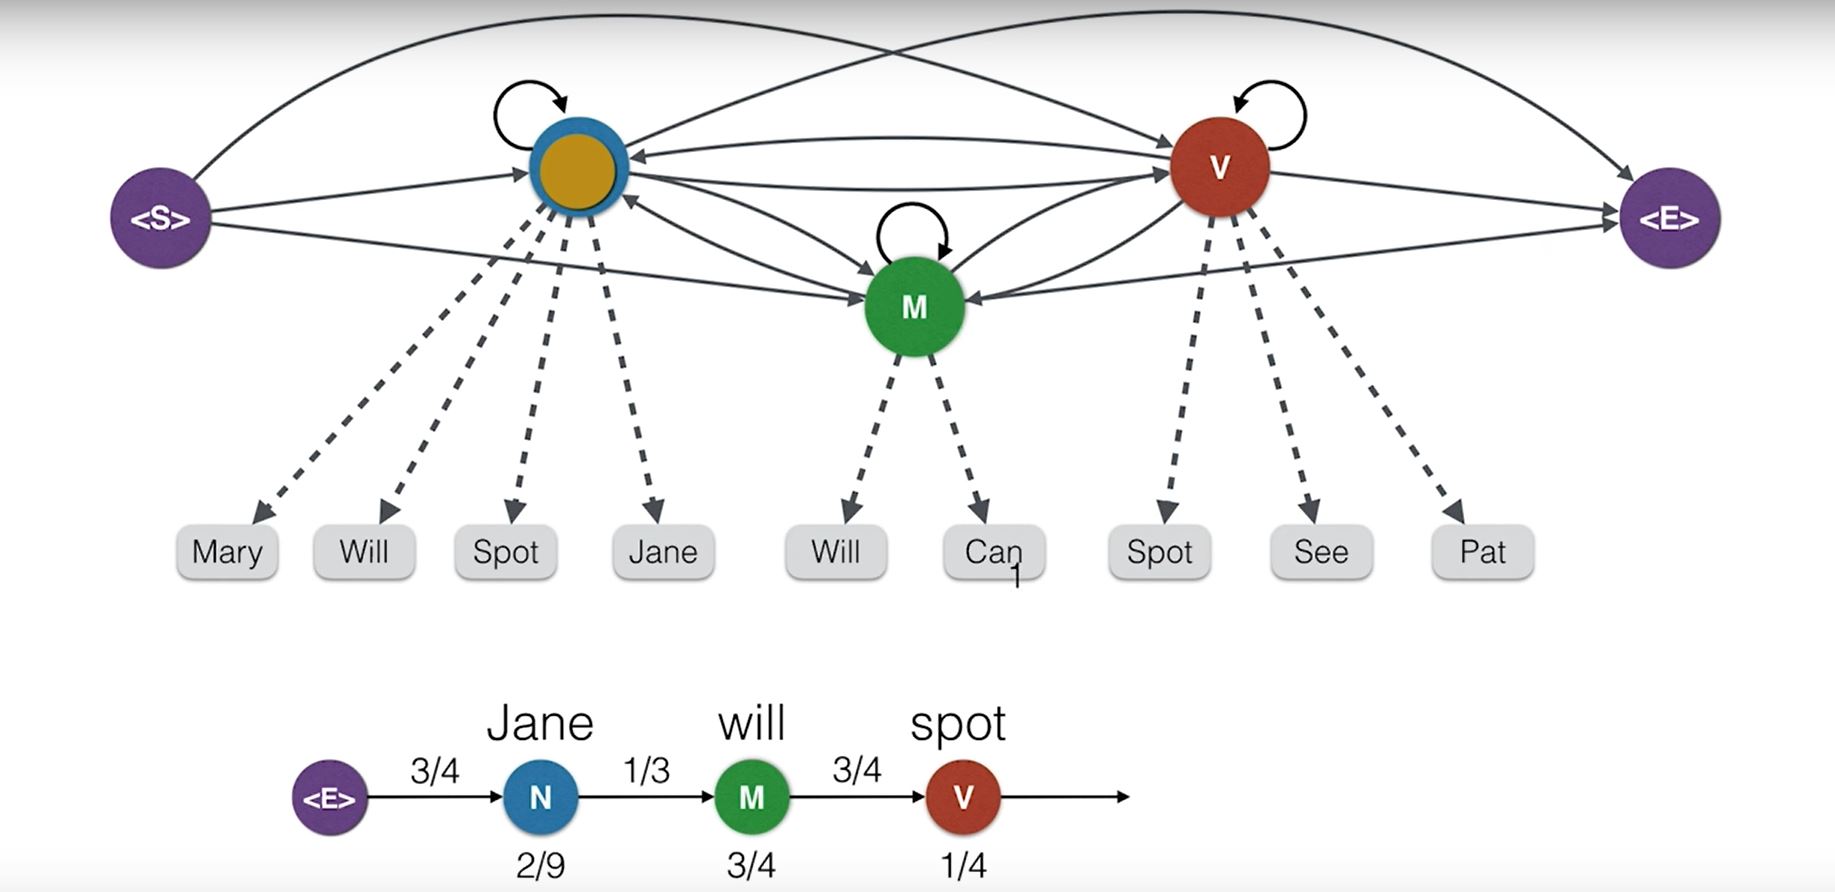 <S>
V
<E>
M
Mary Will Spot Jane Will Can Spot See Pat
1
Jane will spot
3/4 1/3 3/4
<E> N M V
2/9 3/4 1/4